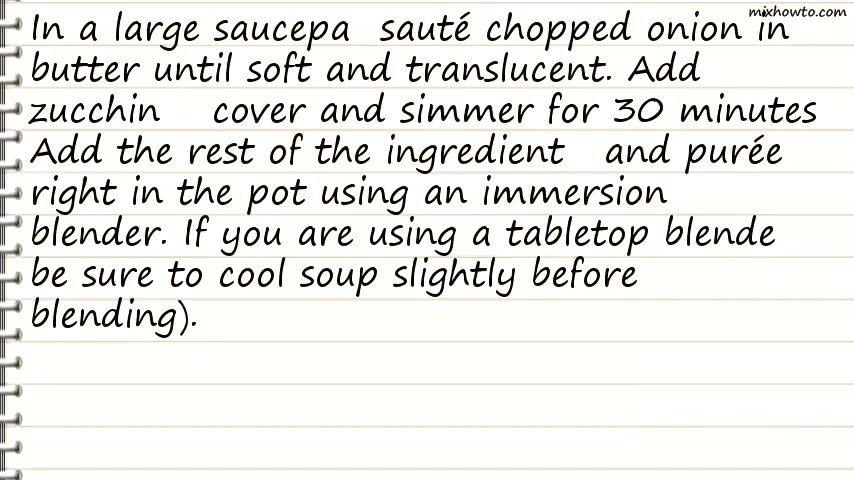 mixhowto.com
In a large saucepa sauté chopped onion in
butter until soft and translucent. Add
zucchin cover and simmer for 30 minutes
Add the rest of the ingredient and purée
right in the pot using an immersion
blender. If you are using a tabletop blende
be sure to cool soup slightly before
blending).